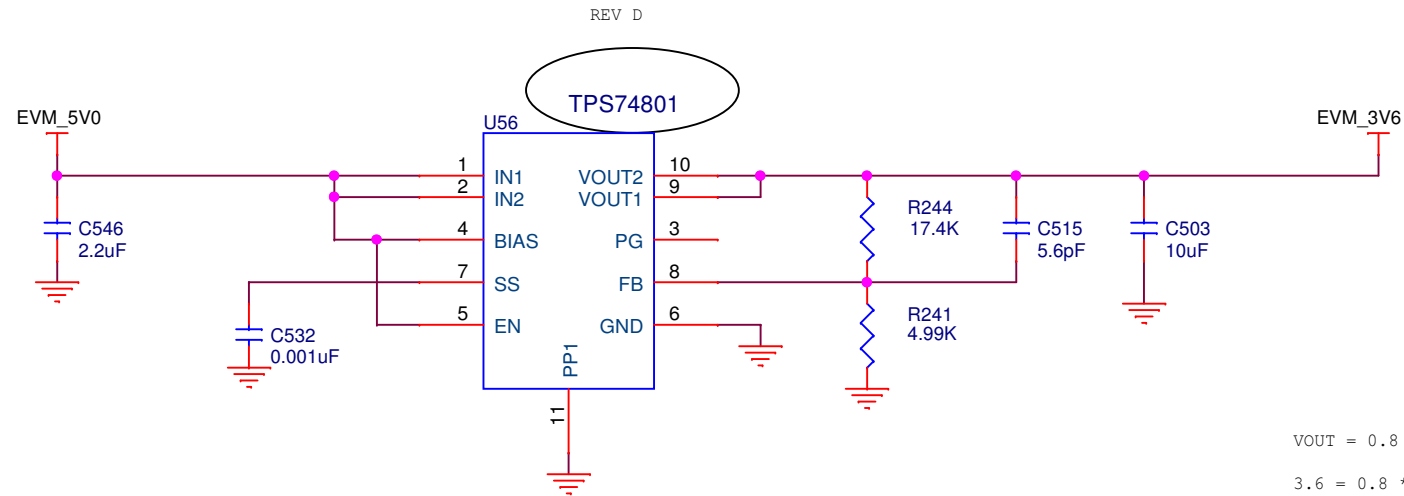 REV D
TPS74801
EVM_5V0
EVM_3V6
U56
1
IN1
VOUT2
10
2
IN2
VOUT1
9
4
BIAS
PG
3
7
SS
FB
8
5
EN
GND
6
PP1
11
C546
2.2uF
C532
0.001uF
R244
17.4K
C515
5.6pF
C503
10uF
R241
4.99K
VOUT = 0.8
3.6 = 0.8 *